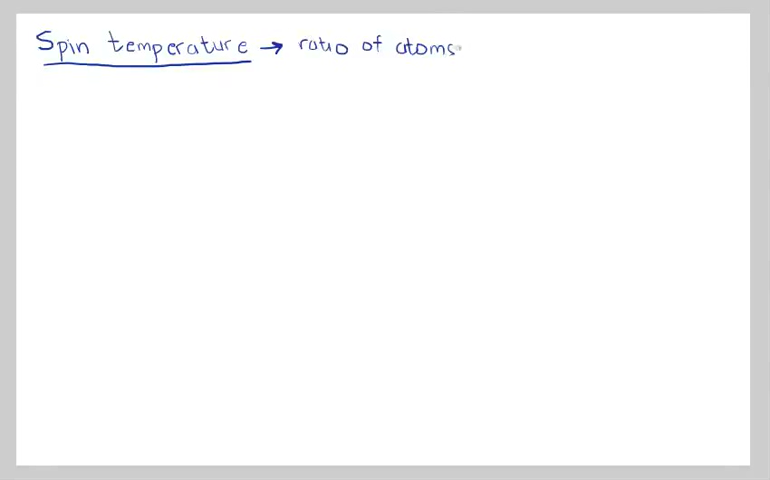 Spin temperature → ratio of atoms